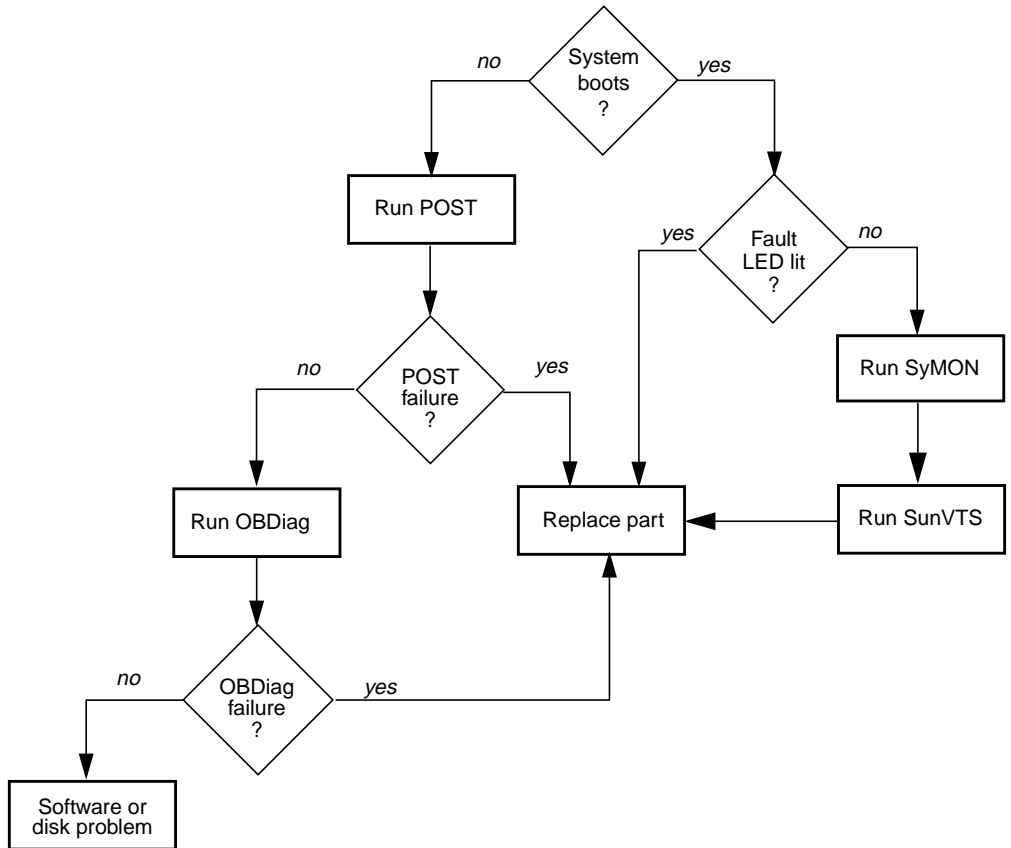 System
boots
?
no
yes
Run POST
Fault
LED lit
?
yes
no
POST
failure
?
no
yes
Run SyMON
Run OBDiag
Replace part
Run SunVTS
OBDiag
failure
?
no
yes
Software or
disk problem